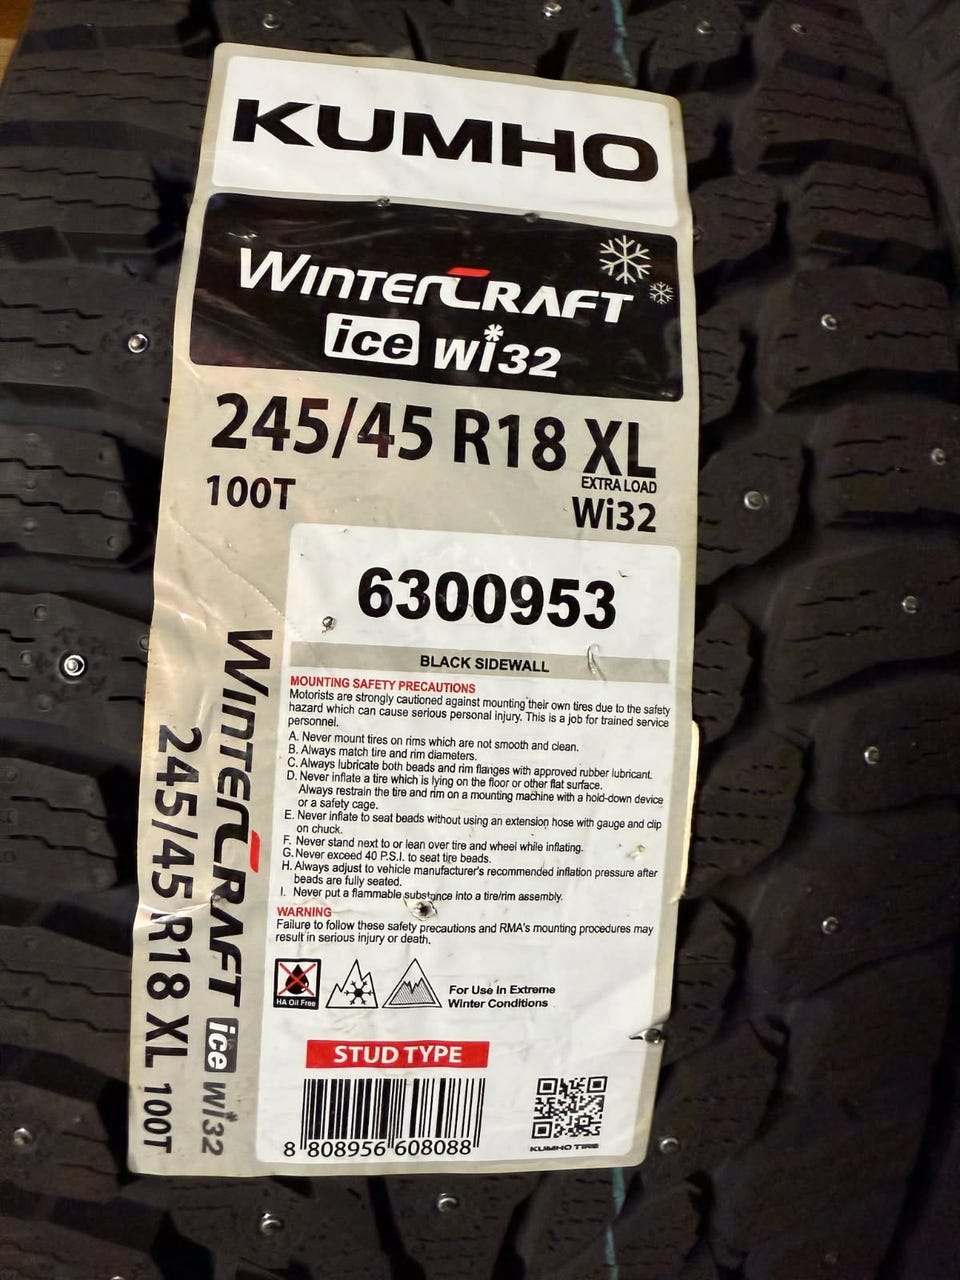 KUMHO
WINTERCRAFT
ice wi32
245/45 R18 XL
EXTRA LOAD
100T
Wi32
6300953
BLACK SIDEWALL
MOUNTING SAFETY PRECAUTIONS
Motorists are strongly cautioned against mounting their own tires due to the safety
hazard which can cause serious personal injury. This is a job for trained service
personnel.
A. Never mount tires on rims which are not smooth and clean.
B. Always match tire and rim diameters.
C. Always lubricate both beads and rim flanges with approved rubber lubricant.
D. Never inflate a tire which is lying on the floor or other flat surface.
Always restrain the tire and rim on a mounting machine with a hold-down device
or a safety cage.
E. Never inflate to seat beads without using an extension hose with gauge and clip
on chuck.
F. Never stand next to or lean over tire and wheel while inflating.
G. Never exceed 40 P.S.I. to seat tire beads.
H. Always adjust to vehicle manufacturer's recommended inflation pressure after
beads are fully seated.
I. Never put a flammable substance into a tire/rim assembly.
WARNING
Failure to follow these safety precautions and RMA's mounting procedures may
result in serious injury or death.
HA Oil Free
For Use In Extreme
Winter Conditions
STUD TYPE
8 808956 608088
KUMHO TIRE
WINTERCRAFT ice wi32
245/45 R18 XL 100T